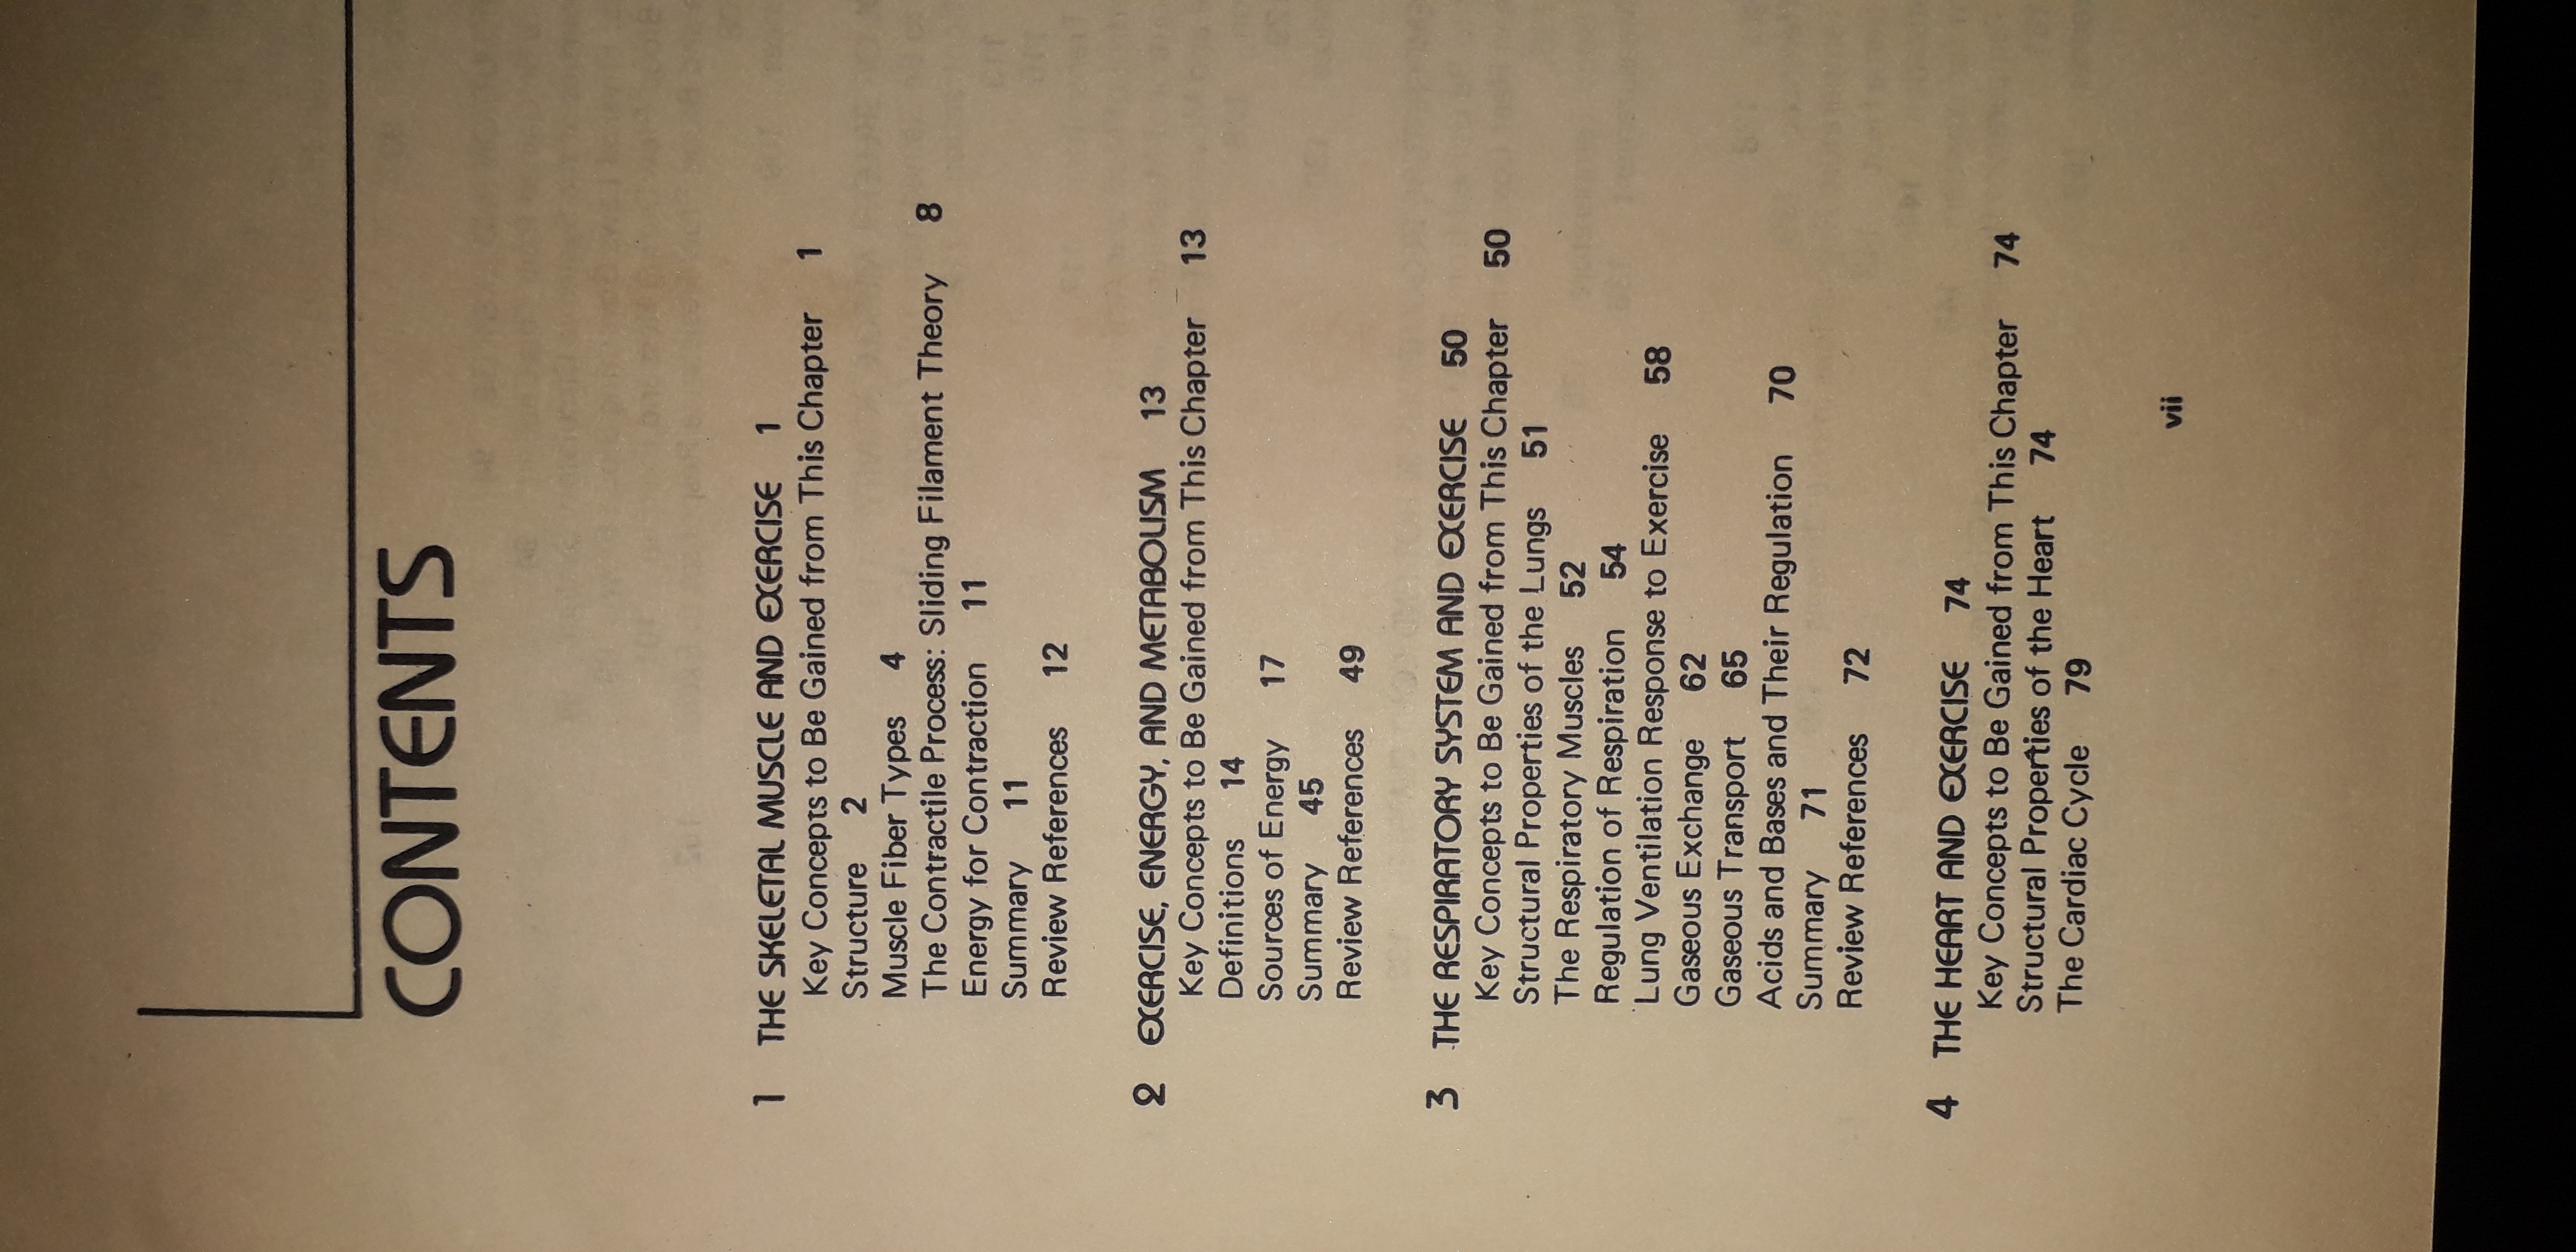 CONTENTS
1 THE SKELETAL MUSCLE AND EXERCISE 1
Key Concepts to Be Gained from This Chapter 1
Structure 2
Muscle Fiber Types 4
The Contractile Process: Sliding Filament Theory 8
Energy for Contraction 11
Summary 11
Review References 12
2 EXERCISE, ENERGY, AND METABOLISM 13
Key Concepts to Be Gained from This Chapter 13
Definitions 14
Sources of Energy 17
Summary 45
Review References 49
3 THE RESPIRATORY SYSTEM AND EXERCISE 50
Key Concepts to Be Gained from This Chapter 50
Structural Properties of the Lungs 51
The Respiratory Muscles 52
Regulation of Respiration 54
Lung Ventilation Response to Exercise 58
Gaseous Exchange 62
Gaseous Transport 65
Acids and Bases and Their Regulation 70
Summary 71
Review References 72
4 THE HEART AND EXERCISE 74
Key Concepts to Be Gained from This Chapter 74
Structural Properties of the Heart 74
The Cardiac Cycle 79
vii